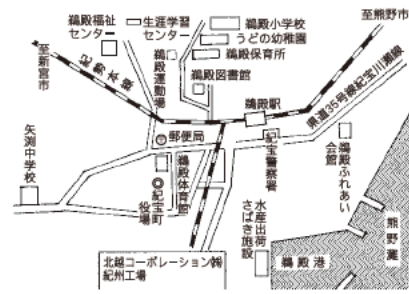 鵜殿福祉
センター
生涯学習
センター
鵜殿小学校
うどの幼稚園
鵜殿保育所
至熊野市
至新宮市
紀勢本線
鵜殿運動場
鵜殿図書館
鵜殿駅
県道35号線紀宝川瀬線
矢渕中学校
郵便局
鵜殿体育館
紀宝町
役場
紀宝警察署
鵜殿ふれあい
会館
水産出荷
さばき施設
熊野灘
鵜殿港
北越コーポレーション㈱
紀州工場